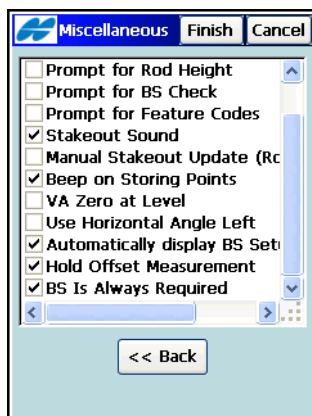 Miscellaneous Finish Cancel
Prompt for Rod Height
Prompt for BS Check
Prompt for Feature Codes
Stakeout Sound
Manual Stakeout Update (Ro
Beep on Storing Points
VA Zero at Level
Use Horizontal Angle Left
Automatically display BS Set
Hold Offset Measurement
BS Is Always Required
<< Back